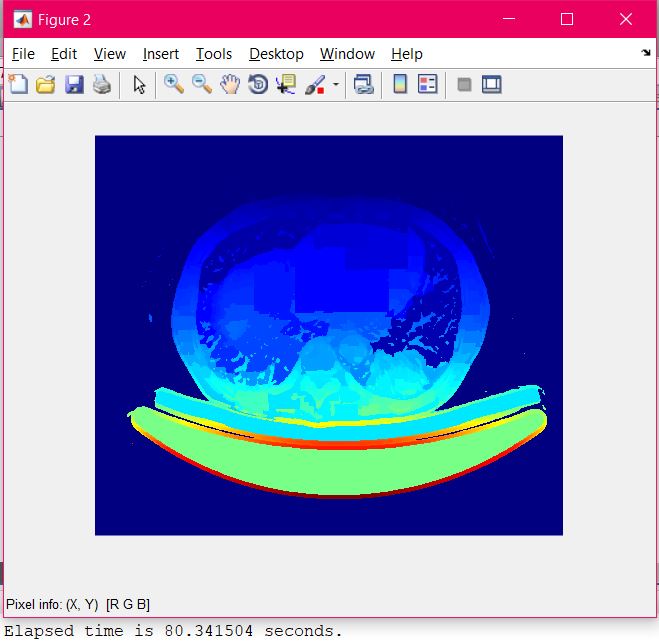 Figure 2
File Edit View Insert Tools Desktop Window Help
Pixel info: (X, Y) [R G B]
Elapsed time is 80.341504 seconds.